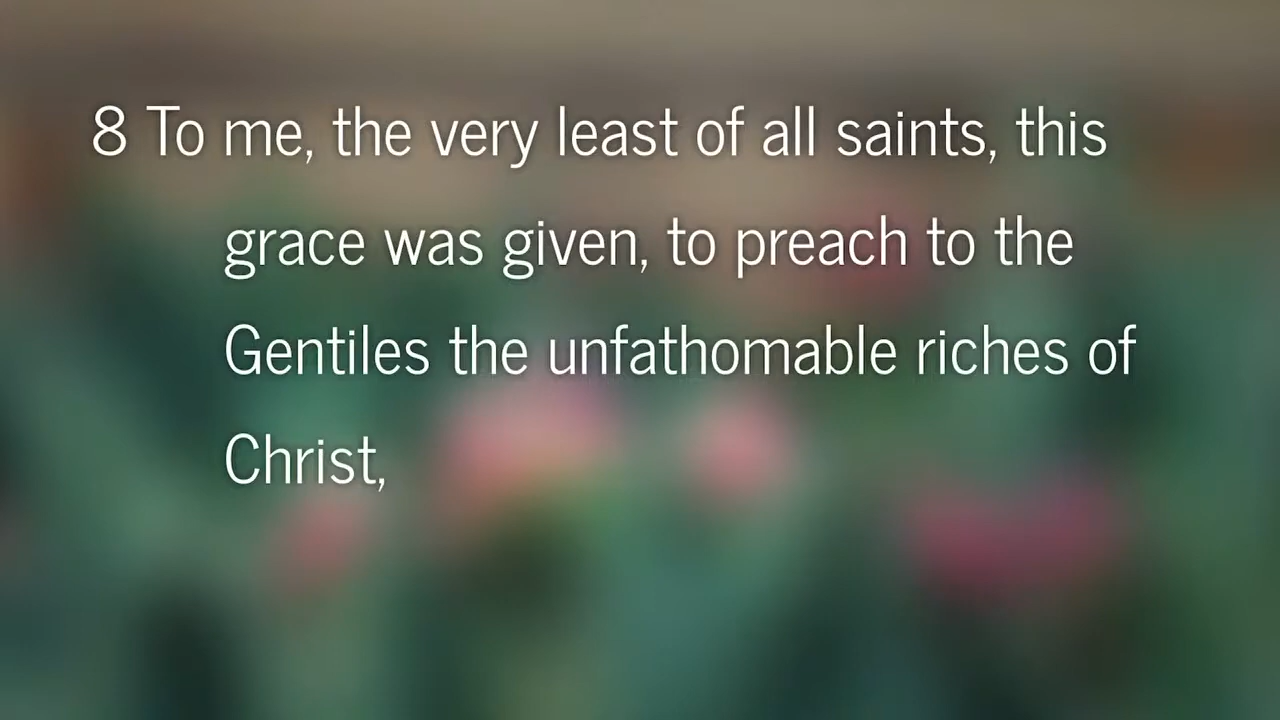 8 To me, the very least of all saints, this
grace was given, to preach to the
Gentiles the unfathomable riches of
Christ,